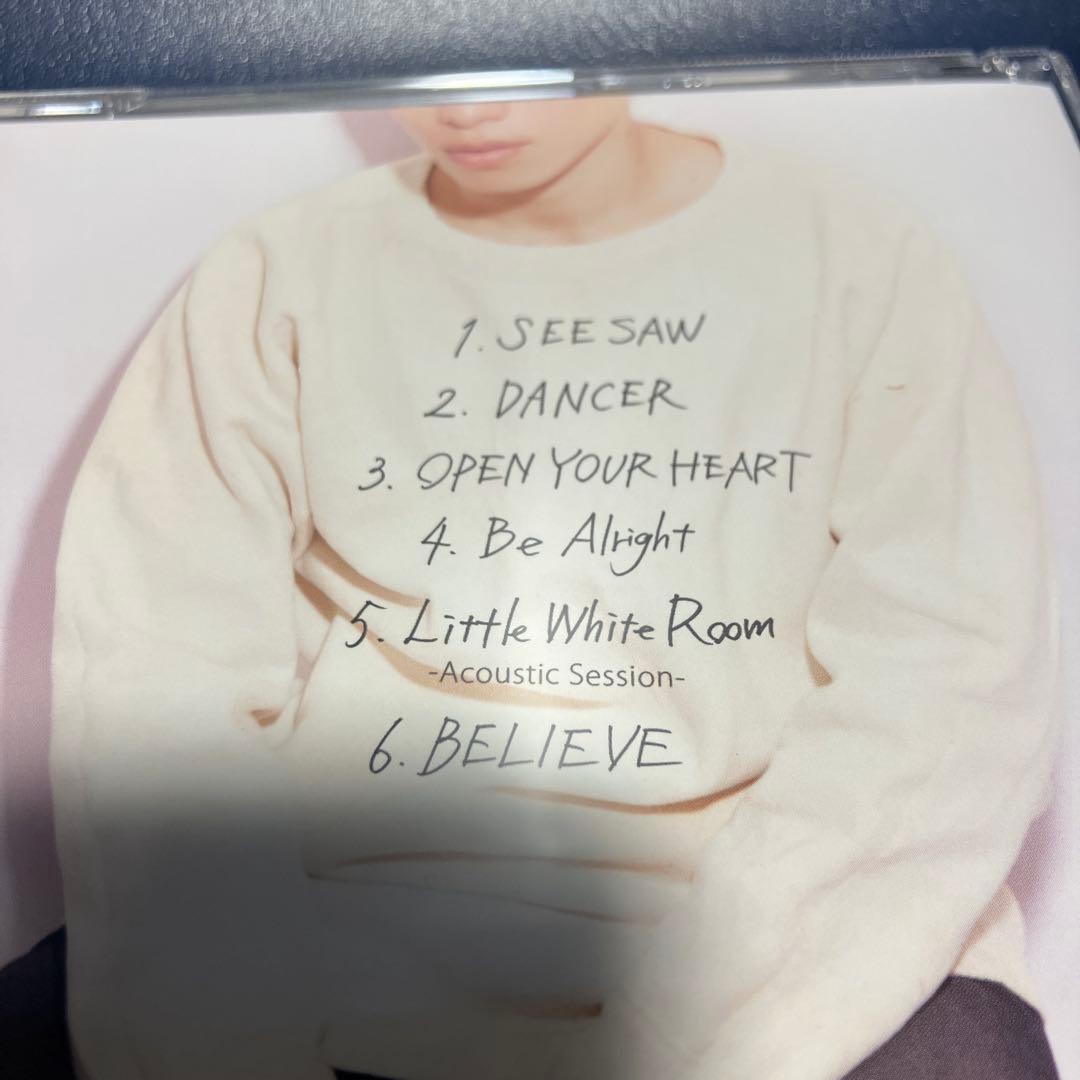 1. SEE SAW
2. DANCER
3. OPEN YOUR HEART
4. Be Alright
5. Little White Room
-Acoustic Session-
6. BELIEVE